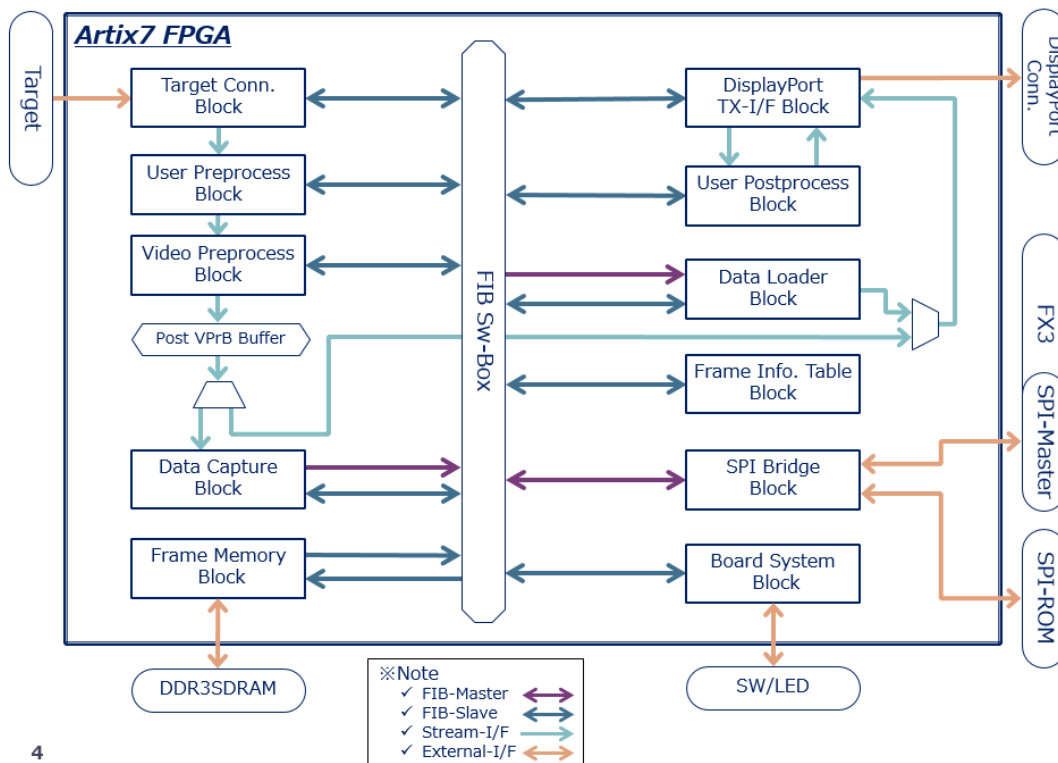 Artix7 FPGA
Target
Target Conn.
Block
User Preprocess
Block
Video Preprocess
Block
Post VPrB Buffer
Data Capture
Block
Frame Memory
Block
DDR3SDRAM
FIB Sw-Box
DisplayPort
TX-I/F Block
User Postprocess
Block
Data Loader
Block
Frame Info. Table
Block
SPI Bridge
Block
Board System
Block
SW/LED
DisplayPort
Conn.
FX3
SPI-Master
SPI-ROM
※Note
✓ FIB-Master
✓ FIB-Slave
✓ Stream-I/F
✓ External-I/F
4